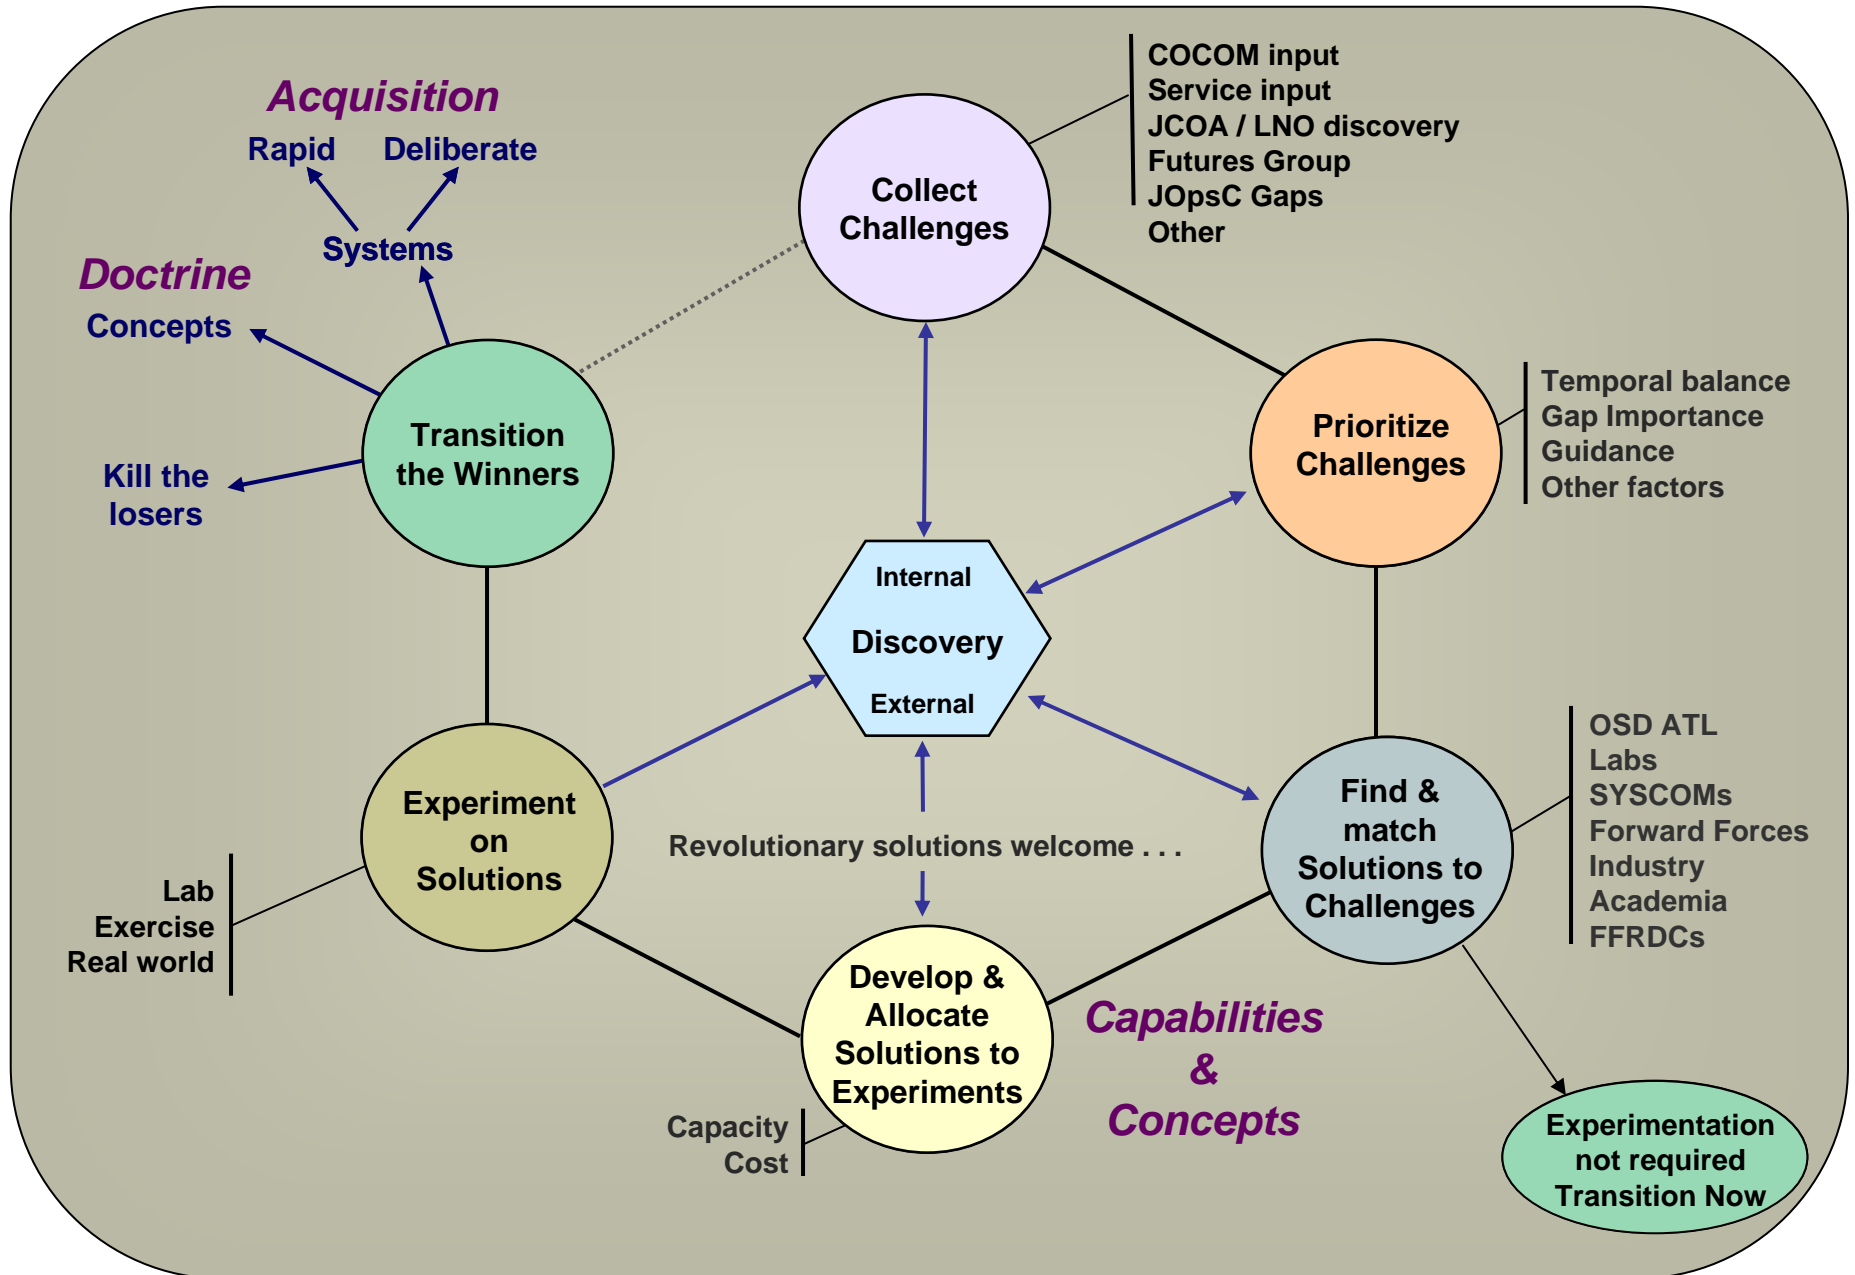 COCOM input
Service input
JCOA / LNO discovery
Futures Group
JOpsC Gaps
Other
Acquisition
Rapid
Deliberate
Systems
Doctrine
Concepts
Kill the
losers
Collect
Challenges
Transition
the Winners
Prioritize
Challenges
Temporal balance
Gap Importance
Guidance
Other factors
Internal
Discovery
External
Experiment
on
Solutions
Revolutionary solutions welcome . . .
Find &
match
Solutions to
Challenges
OSD ATL
Labs
SYSCOMs
Forward Forces
Industry
Academia
FFRDCs
Lab
Exercise
Real world
Develop &
Allocate
Solutions to
Experiments
Capabilities
&
Concepts
Capacity
Cost
Experimentation
not required
Transition Now